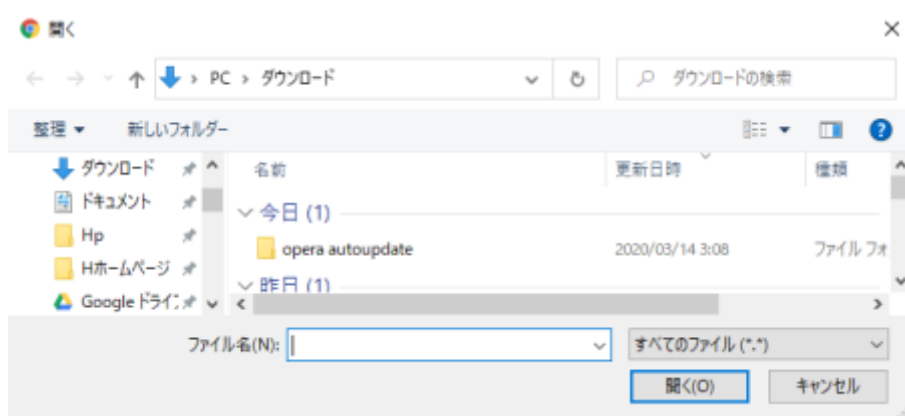 開く
PC › ダウンロード
ダウンロードの検索
整理
新しいフォルダー
ダウンロード
ドキュメント
Hp
Hホームページ
Google ドライ
名前
更新日時
種類
今日 (1)
opera autoupdate
2020/03/14 3:08
ファイル フォ
昨日 (1)
ファイル名(N):
すべてのファイル (*.*)
開く(O)
キャンセル